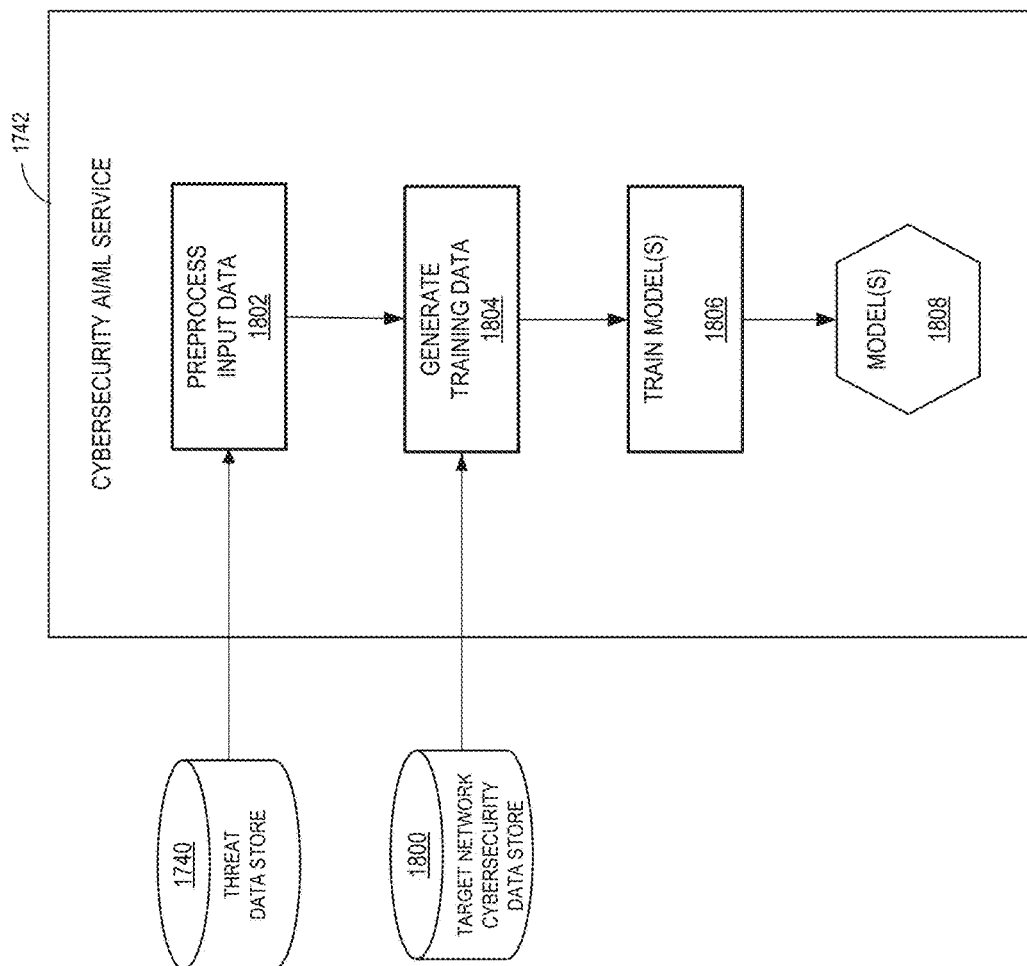 1742
CYBERSECURITY AI/ML SERVICE
PREPROCESS
INPUT DATA
1802
GENERATE
TRAINING DATA
1804
TRAIN MODEL(S)
1806
MODEL(S)
1808
1740
THREAT
DATA STORE
1800
TARGET NETWORK
CYBERSECURITY
DATA STORE